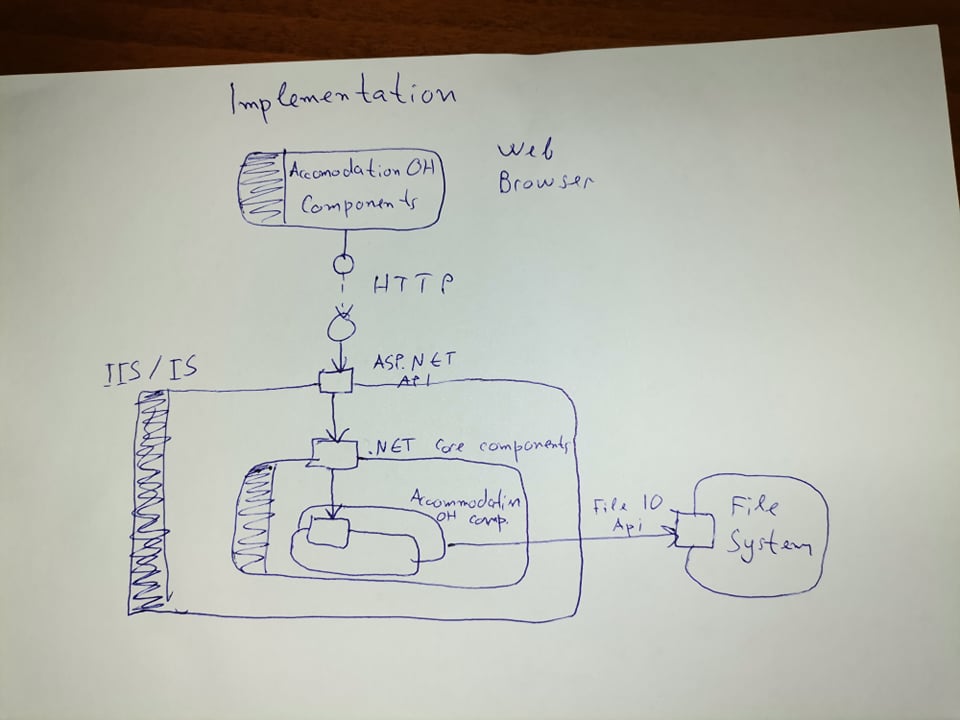 Implementation
Accomodation OH
Components
Web
Browser
HTTP
IIS / IS
ASP.NET
API
.NET Core components
Accommodation
OH comp.
File IO
Api
File
System